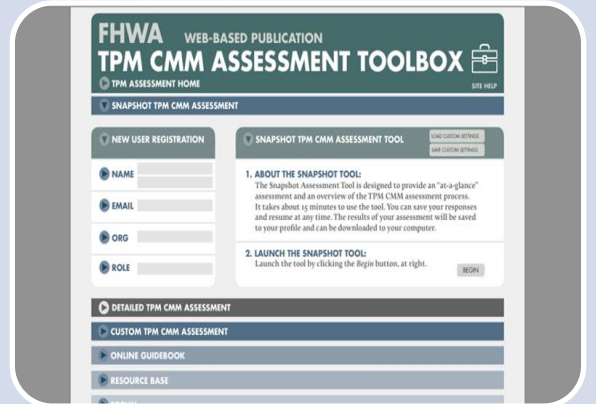 FHWA WEB-BASED PUBLICATION
TPM CMM ASSESSMENT TOOLBOX
TPM ASSESSMENT HOME
SITE HELP
SNAPSHOT TPM CMM ASSESSMENT
NEW USER REGISTRATION
NAME
EMAIL
ORG
ROLE
SNAPSHOT TPM CMM ASSESSMENT TOOL
LOAD CUSTOM SETTINGS
SAVE CUSTOM SETTINGS
1. ABOUT THE SNAPSHOT TOOL:
The Snapshot Assessment Tool is designed to provide an "at-a-glance"
assessment and an overview of the TPM CMM assessment process.
It takes about 15 minutes to use the tool. You can save your responses
and resume at any time. The results of your assessment will be saved
to your profile and can be downloaded to your computer.
2. LAUNCH THE SNAPSHOT TOOL:
Launch the tool by clicking the Begin button, at right.
BEGIN
DETAILED TPM CMM ASSESSMENT
CUSTOM TPM CMM ASSESSMENT
ONLINE GUIDEBOOK
RESOURCE BASE